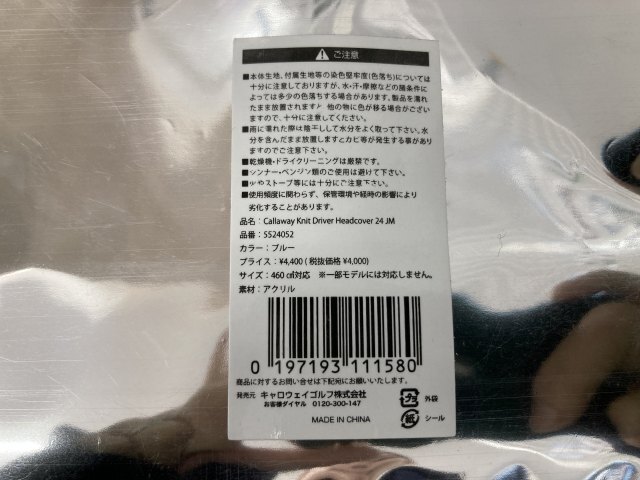 ご注意
■本体生地、付属生地等の染色堅牢度(色落ち)については
十分に注意しておりますが、水・汗・摩擦などの諸条件に
よっては多少の色落ちする場合があります。製品を濡れ
たまま放置されますと 他の物に色が移る場合がござい
ますので、十分に注意してください。
■雨に濡れた際は陰干しして水分をよく取って下さい。水
分を含んだまま放置しますとカビ等が発生する事があり
ますのでご注意下さい。
■乾燥機・ドライクリーニングは厳禁です。
■シンナー・ベンジン類のご使用は避けて下さい。
■火やストーブ等には十分にご注意下さい。
■使用頻度に関わらず、保管環境や経時の影響により
劣化することがあります。
品名：Callaway Knit Driver Headcover 24 JM
品番：5524052
カラー：ブルー
プライス：¥4,400 ( 税抜価格 ¥4,000)
サイズ：460 c㎥対応 ※一部モデルには対応しません。
素材：アクリル
0 197193 111580
商品に対するお問い合せは下記宛にお願いします。
発売元 キャロウェイゴルフ株式会社
お客様ダイヤル 0120-300-147
MADE IN CHINA
プラ 外袋
紙 シール